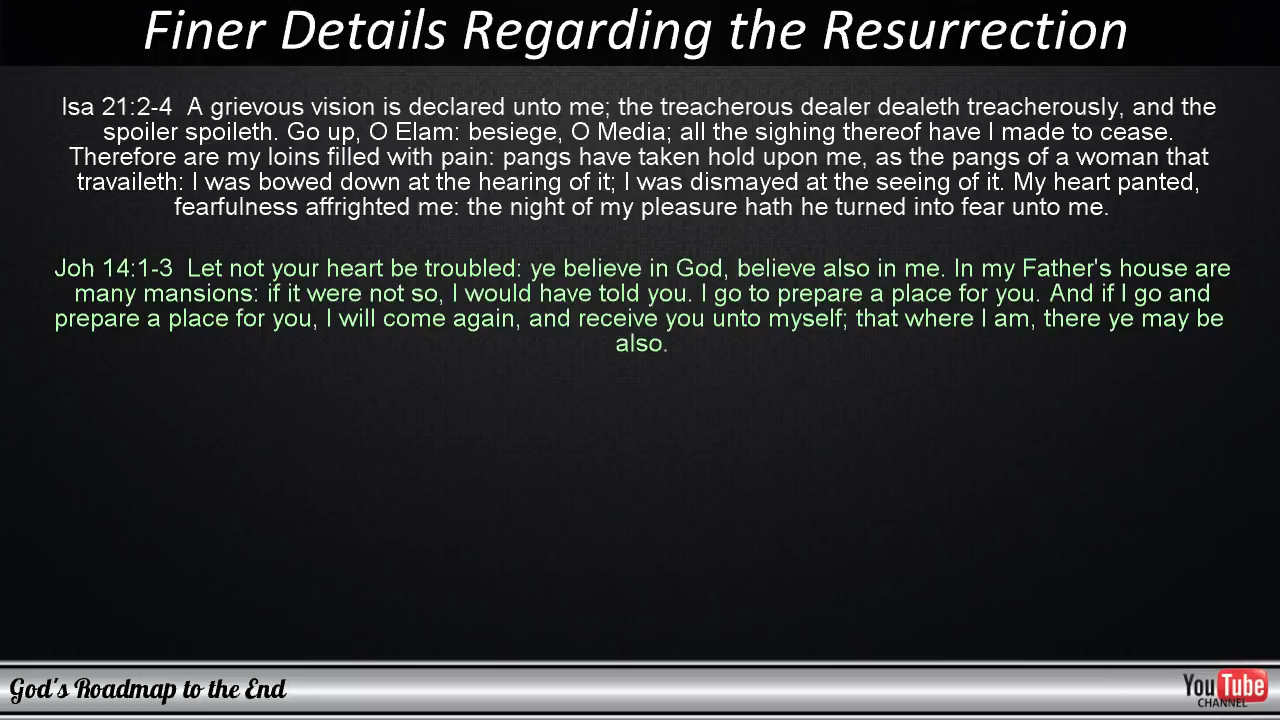 Finer Details Regarding the Resurrection
Isa 21:2-4  A grievous vision is declared unto me; the treacherous dealer dealeth treacherously, and the
spoiler spoileth. Go up, O Elam: besiege, O Media; all the sighing thereof have I made to cease.
Therefore are my loins filled with pain: pangs have taken hold upon me, as the pangs of a woman that
travaileth: I was bowed down at the hearing of it; I was dismayed at the seeing of it. My heart panted,
fearfulness affrighted me: the night of my pleasure hath he turned into fear unto me.
Joh 14:1-3  Let not your heart be troubled: ye believe in God, believe also in me. In my Father's house are
many mansions: if it were not so, I would have told you. I go to prepare a place for you. And if I go and
prepare a place for you, I will come again, and receive you unto myself; that where I am, there ye may be
also.
God's Roadmap to the End
YouTube
CHANNEL